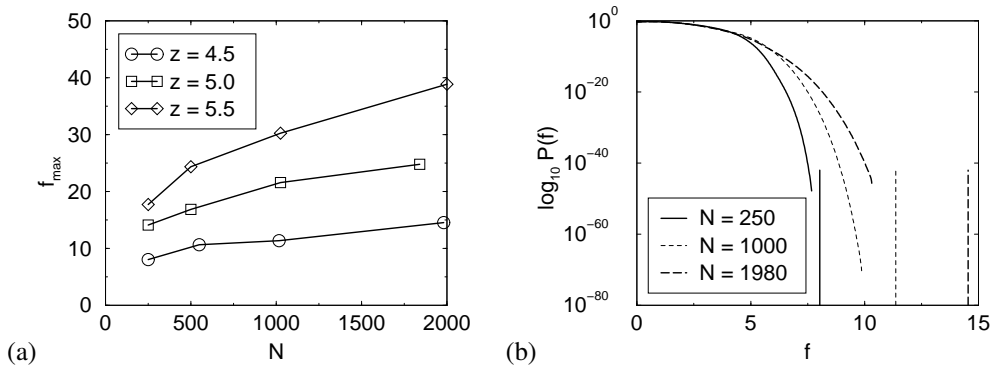 50
40
30
20
10
0
f_max
z = 4.5
z = 5.0
z = 5.5
0 500 1000 1500 2000
N
(a)
10^0
10^-20
10^-40
10^-60
10^-80
log_10 P(f)
N = 250
N = 1000
N = 1980
0 5 10 15
f
(b)